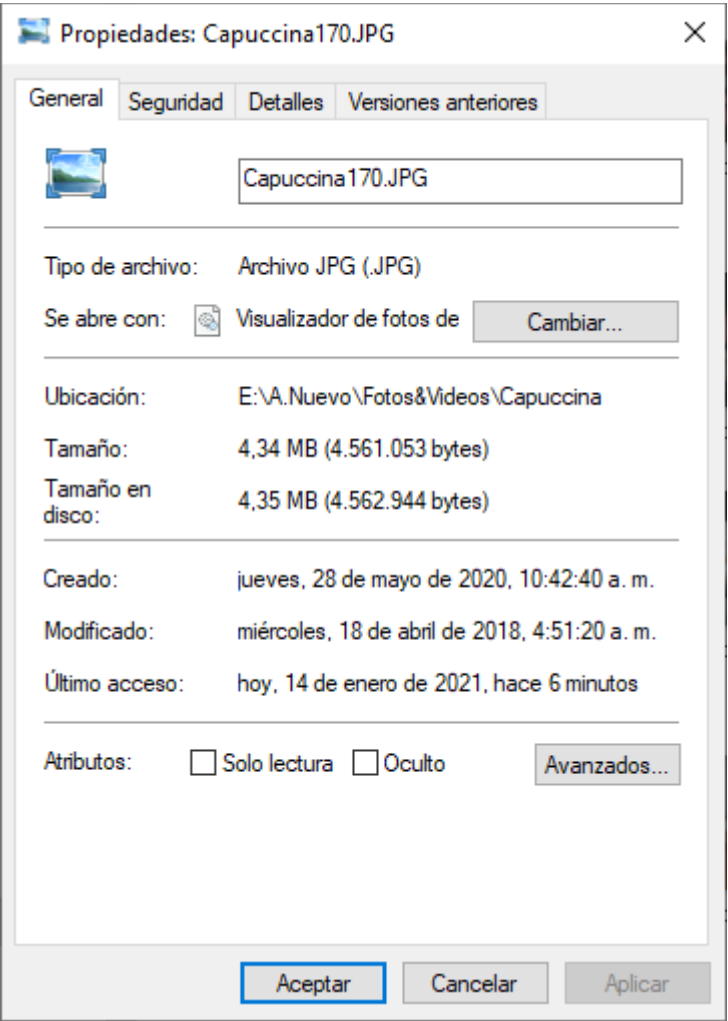 Propiedades: Capuccina170.JPG
General Seguridad Detalles Versiones anteriores
Capuccina170.JPG
Tipo de archivo: Archivo JPG (.JPG)
Se abre con: Visualizador de fotos de Cambiar...
Ubicación: E:\A.Nuevo\Fotos&Videos\Capuccina
Tamaño: 4,34 MB (4.561.053 bytes)
Tamaño en
disco: 4,35 MB (4.562.944 bytes)
Creado: jueves, 28 de mayo de 2020, 10:42:40 a. m.
Modificado: miércoles, 18 de abril de 2018, 4:51:20 a. m.
Último acceso: hoy, 14 de enero de 2021, hace 6 minutos
Atributos: Solo lectura Oculto Avanzados...
Aceptar Cancelar Aplicar